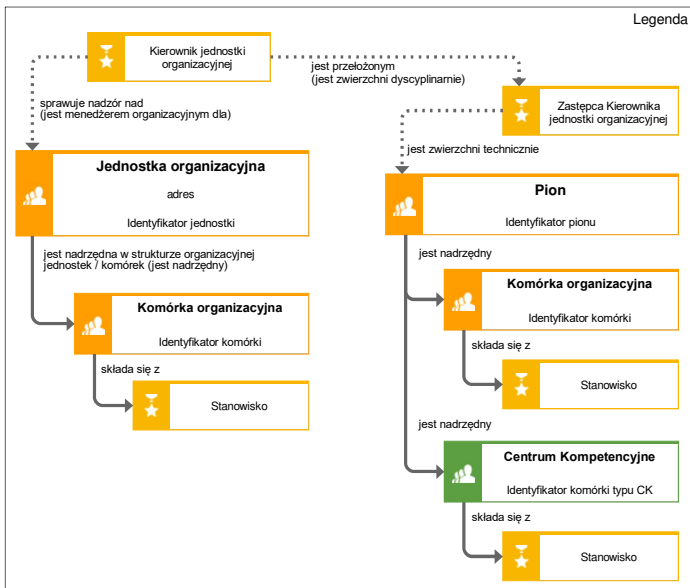 Legenda
Kierownik jednostki
organizacyjnej
jest przełożonym
(jest zwierzchni dyscyplinarnie)
sprawuje nadzór nad
(jest menedżerem organizacyjnym dla)
Zastępca Kierownika
jednostki organizacyjnej
jest zwierzchni technicznie
Jednostka organizacyjna
adres
Identyfikator jednostki
Pion
Identyfikator pionu
jest nadrzędna w strukturze organizacyjnej
jednostek / komórek (jest nadrzędny)
jest nadrzędny
Komórka organizacyjna
Identyfikator komórki
składa się z
Stanowisko
Komórka organizacyjna
Identyfikator komórki
składa się z
Stanowisko
jest nadrzędny
Centrum Kompetencyjne
Identyfikator komórki typu CK
składa się z
Stanowisko